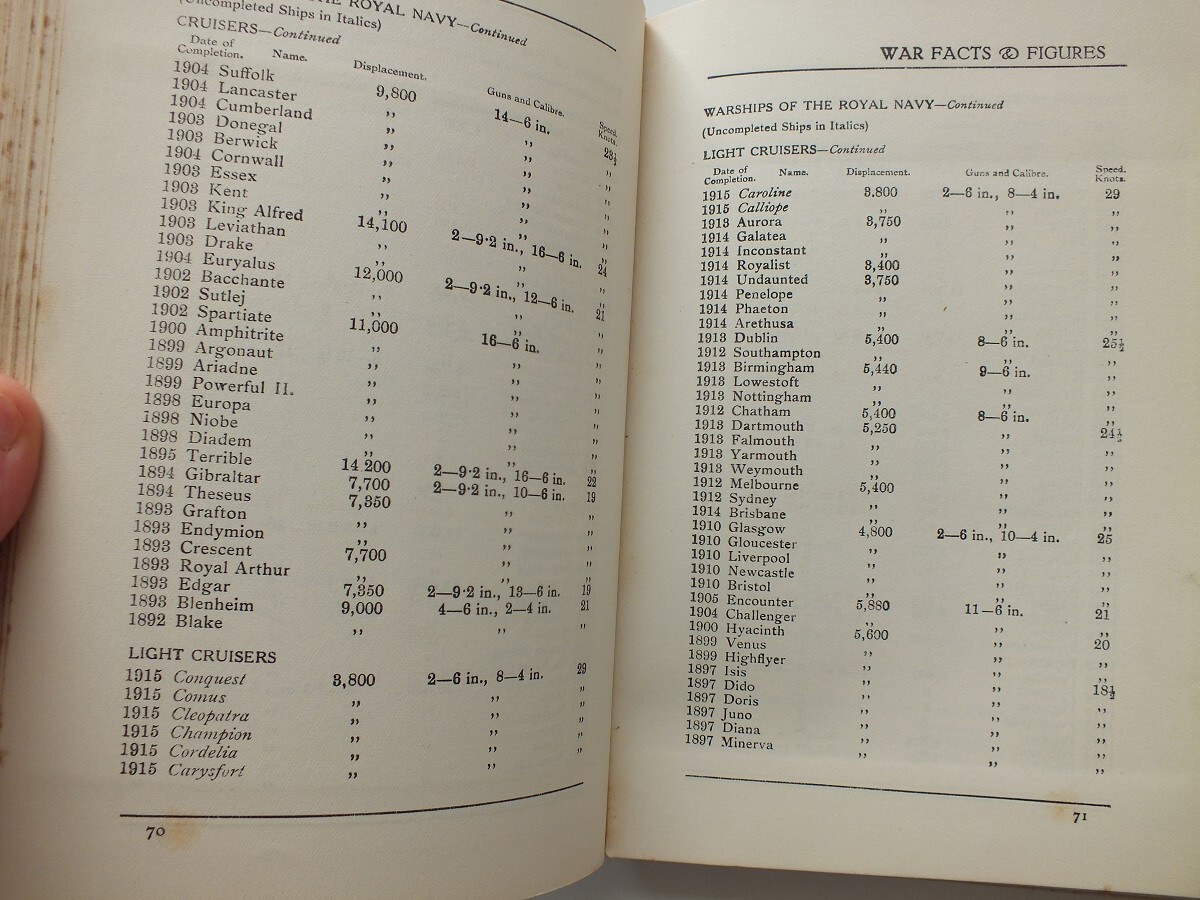 THE ROYAL NAVY—Continued
(Uncompleted Ships in Italics)
CRUISERS—Continued
Date of Completion. Name. Displacement. Guns and Calibre. Speed. Knots.
1904 Suffolk 9,800 14—6 in. 23½
1904 Lancaster ,, ,, ,,
1904 Cumberland ,, ,, ,,
1903 Donegal ,, ,, ,,
1903 Berwick ,, ,, ,,
1904 Cornwall ,, ,, ,,
1903 Essex ,, ,, ,,
1903 Kent ,, ,, ,,
1903 King Alfred 14,100 2—9·2 in., 16—6 in. 24
1903 Leviathan ,, ,, ,,
1903 Drake ,, ,, ,,
1904 Euryalus 12,000 2—9·2 in., 12—6 in. 21
1902 Bacchante ,, ,, ,,
1902 Sutlej ,, ,, ,,
1902 Spartiate 11,000 16—6 in. ,,
1900 Amphitrite ,, ,, ,,
1899 Argonaut ,, ,, ,,
1899 Ariadne ,, ,, ,,
1899 Powerful II. ,, ,, ,,
1898 Europa ,, ,, ,,
1898 Niobe ,, ,, ,,
1898 Diadem ,, ,, ,,
1895 Terrible 14 200 2—9·2 in., 16—6 in. 22
1894 Gibraltar 7,700 2—9·2 in., 10—6 in. 19
1894 Theseus 7,350 ,, ,,
1893 Grafton ,, ,, ,,
1893 Endymion ,, ,, ,,
1893 Crescent 7,700 ,, ,,
1893 Royal Arthur ,, ,, ,,
1893 Edgar 7,350 2—9·2 in., 13—6 in. 19
1893 Blenheim 9,000 4—6 in., 2—4 in. 21
1892 Blake ,, ,, ,,
LIGHT CRUISERS
1915 Conquest 3,800 2—6 in., 8—4 in. 29
1915 Comus ,, ,, ,,
1915 Cleopatra ,, ,, ,,
1915 Champion ,, ,, ,,
1915 Cordelia ,, ,, ,,
1915 Carysfort ,, ,, ,,
70
WAR FACTS & FIGURES
WARSHIPS OF THE ROYAL NAVY—Continued
(Uncompleted Ships in Italics)
LIGHT CRUISERS—Continued
Date of Completion. Name. Displacement. Guns and Calibre. Speed. Knots.
1915 Caroline 3.800 2—6 in., 8—4 in. 29
1915 Calliope ,, ,, ,,
1913 Aurora 3,750 ,, ,,
1914 Galatea ,, ,, ,,
1914 Inconstant ,, ,, ,,
1914 Royalist 3,400 ,, ,,
1914 Undaunted 3,750 ,, ,,
1914 Penelope ,, ,, ,,
1914 Phaeton ,, ,, ,,
1914 Arethusa ,, ,, ,,
1913 Dublin 5,400 8—6 in. 25½
1912 Southampton ,, ,, ,,
1913 Birmingham 5,440 9—6 in. ,,
1913 Lowestoft ,, ,, ,,
1913 Nottingham ,, ,, ,,
1912 Chatham 5,400 8—6 in. ,,
1913 Dartmouth 5,250 ,, 24½
1913 Falmouth ,, ,, ,,
1913 Yarmouth ,, ,, ,,
1913 Weymouth ,, ,, ,,
1912 Melbourne 5,400 ,, ,,
1912 Sydney ,, ,, ,,
1914 Brisbane ,, ,, ,,
1910 Glasgow 4,800 2—6 in., 10—4 in. 25
1910 Gloucester ,, ,, ,,
1910 Liverpool ,, ,, ,,
1910 Newcastle ,, ,, ,,
1910 Bristol ,, ,, ,,
1905 Encounter 5,880 11—6 in. 21
1904 Challenger ,, ,, ,,
1900 Hyacinth 5,600 ,, 20
1899 Venus ,, ,, ,,
1899 Highflyer ,, ,, ,,
1897 Isis ,, ,, 18½
1897 Dido ,, ,, ,,
1897 Doris ,, ,, ,,
1897 Juno ,, ,, ,,
1897 Diana ,, ,, ,,
1897 Minerva ,, ,, ,,
71